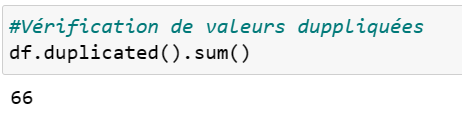 #Vérification de valeurs duppliquées
df.duplicated().sum()
66